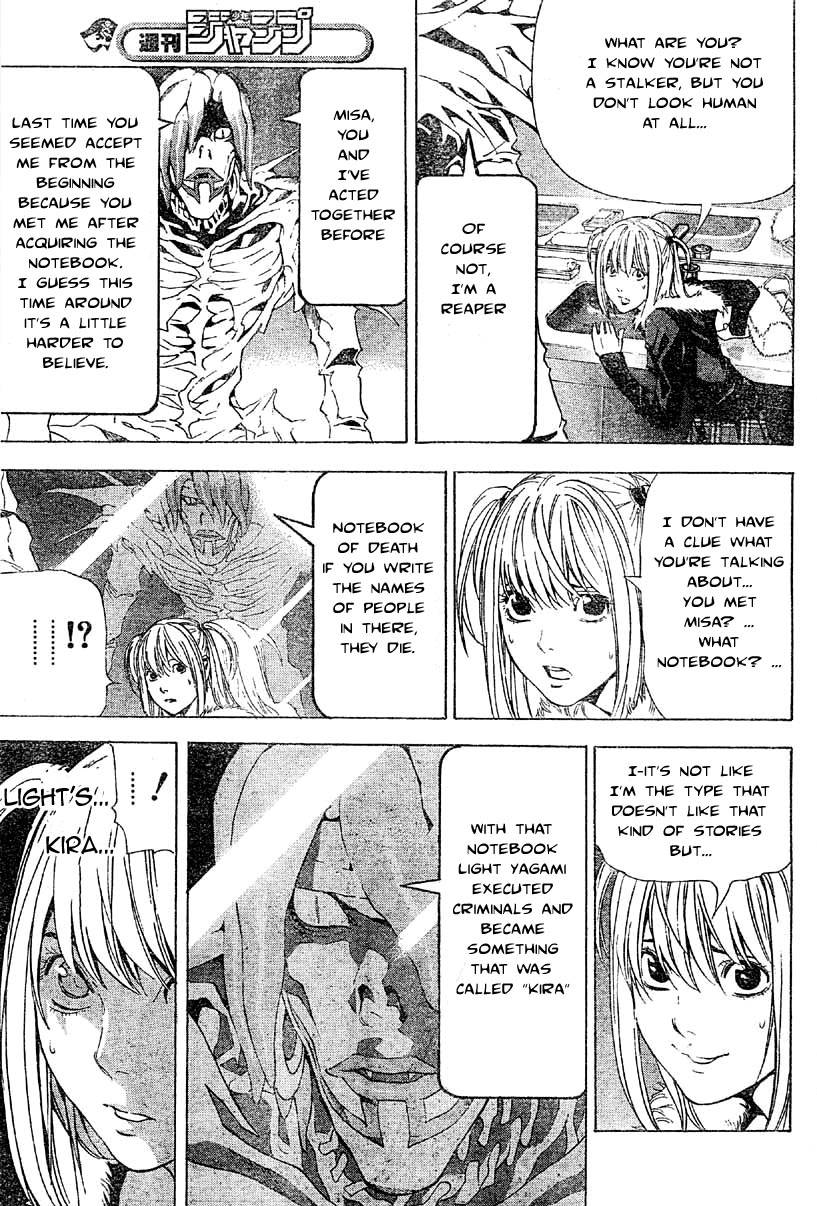 週刊
少年
ジャンプ
WHAT ARE YOU?
I KNOW YOU'RE NOT
A STALKER, BUT YOU
DON'T LOOK HUMAN
AT ALL...
OF
COURSE
NOT,
I'M A
REAPER
MISA,
YOU
AND
I'VE
ACTED
TOGETHER
BEFORE
LAST TIME YOU
SEEMED ACCEPT
ME FROM THE
BEGINNING
BECAUSE YOU
MET ME AFTER
ACQUIRING THE
NOTEBOOK.
I GUESS THIS
TIME AROUND
IT'S A LITTLE
HARDER TO
BELIEVE.
I DON'T HAVE
A CLUE WHAT
YOU'RE TALKING
ABOUT...
YOU MET
MISA? ...
WHAT
NOTEBOOK? ...
NOTEBOOK
OF DEATH
IF YOU WRITE
THE NAMES
OF PEOPLE
IN THERE,
THEY DIE.
......!?
I-IT'S NOT LIKE
I'M THE TYPE THAT
DOESN'T LIKE THAT
KIND OF STORIES
BUT...
WITH THAT
NOTEBOOK
LIGHT YAGAMI
EXECUTED
CRIMINALS AND
BECAME
SOMETHING
THAT WAS
CALLED "KIRA"
...!
LIGHT'S...
KIRA...